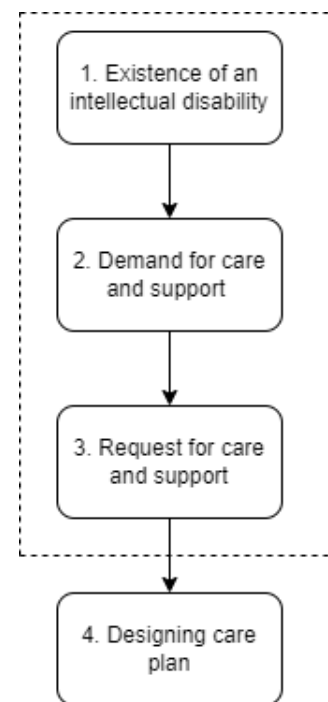 1. Existence of an
intellectual disability
2. Demand for care
and support
3. Request for care
and support
4. Designing care
plan